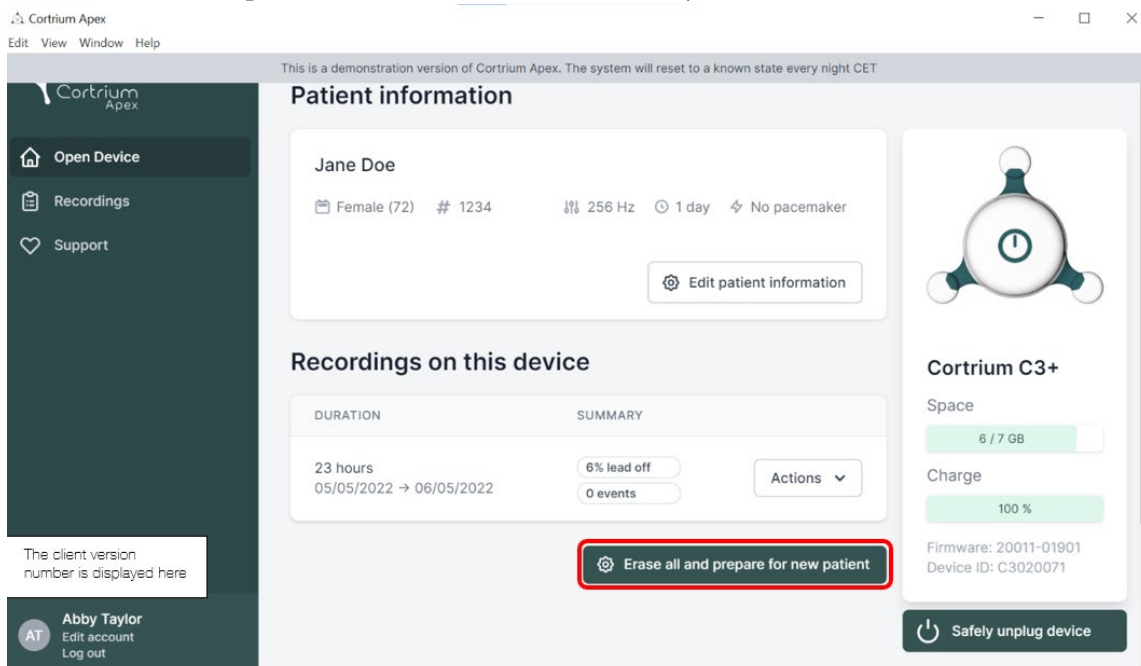 Cortrium Apex
Edit View Window Help
This is a demonstration version of Cortrium Apex. The system will reset to a known state every night CET
Cortrium
Apex
Open Device
Recordings
Support
The client version
number is displayed here
AT
Abby Taylor
Edit account
Log out
Patient information
Jane Doe
Female (72) # 1234 256 Hz 1 day No pacemaker
Edit patient information
Recordings on this device
DURATION SUMMARY
23 hours
05/05/2022 → 06/05/2022
6% lead off
0 events
Actions
Erase all and prepare for new patient
Cortrium C3+
Space
6 / 7 GB
Charge
100 %
Firmware: 20011-01901
Device ID: C3020071
Safely unplug device